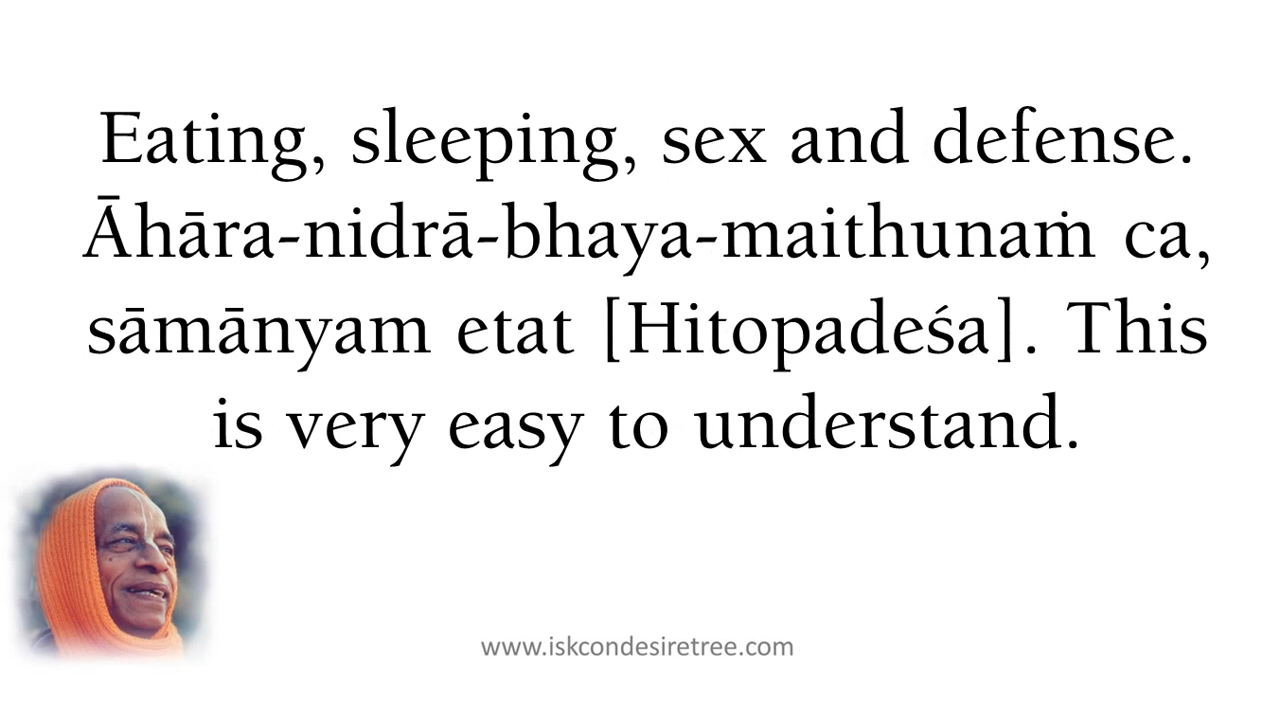 Eating, sleeping, sex and defense.
Āhāra-nidrā-bhaya-maithunaṁ ca,
sāmānyam etat [Hitopadeśa]. This
is very easy to understand.
www.iskcondesiretree.com